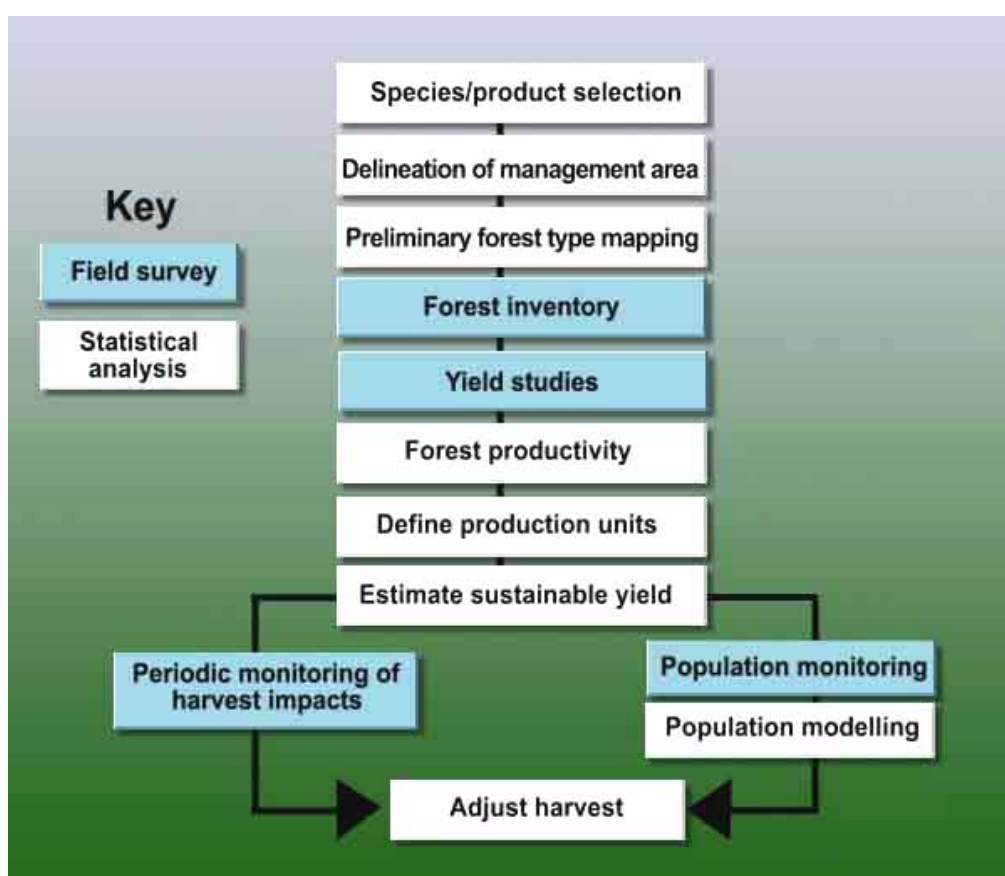 Species/product selection
Delineation of management area
Preliminary forest type mapping
Key
Field survey
Statistical
analysis
Forest inventory
Yield studies
Forest productivity
Define production units
Estimate sustainable yield
Periodic monitoring of
harvest impacts
Population monitoring
Population modelling
Adjust harvest